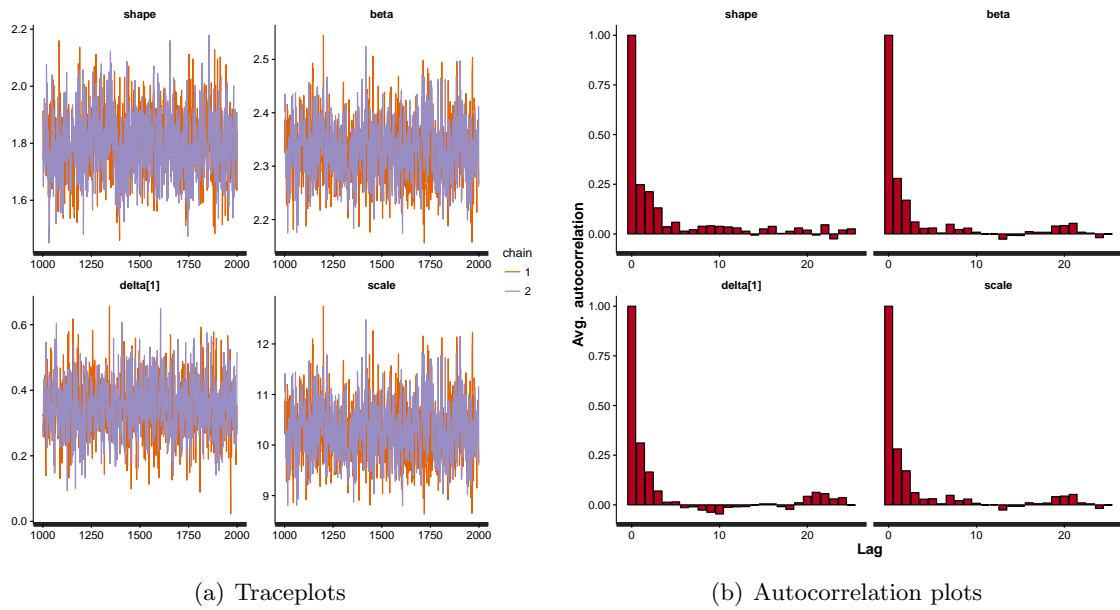 shape
beta
2.2
2.0
1.8
1.6
2.5
2.4
2.3
2.2
1000 1250 1500 1750 2000
1000 1250 1500 1750 2000
chain
1
2
delta[1]
scale
0.6
0.4
0.2
0.0
12
11
10
9
1000 1250 1500 1750 2000
1000 1250 1500 1750 2000
(a) Traceplots
shape
beta
Avg. autocorrelation
1.00
0.75
0.50
0.25
0.00
0 10 20
0 10 20
delta[1]
scale
1.00
0.75
0.50
0.25
0.00
0 10 20
0 10 20
Lag
(b) Autocorrelation plots